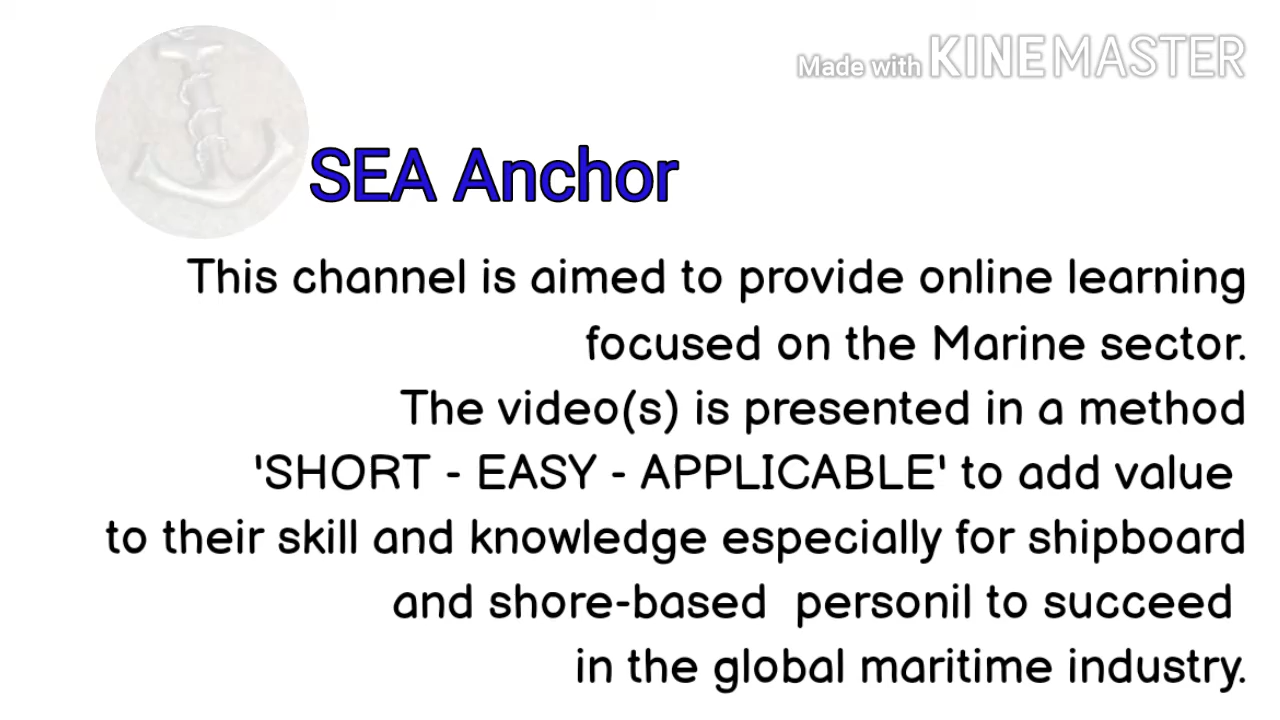 Made with KINEMASTER
SEA Anchor
This channel is aimed to provide online learning
focused on the Marine sector.
The video(s) is presented in a method
'SHORT - EASY - APPLICABLE' to add value
to their skill and knowledge especially for shipboard
and shore-based personil to succeed
in the global maritime industry.